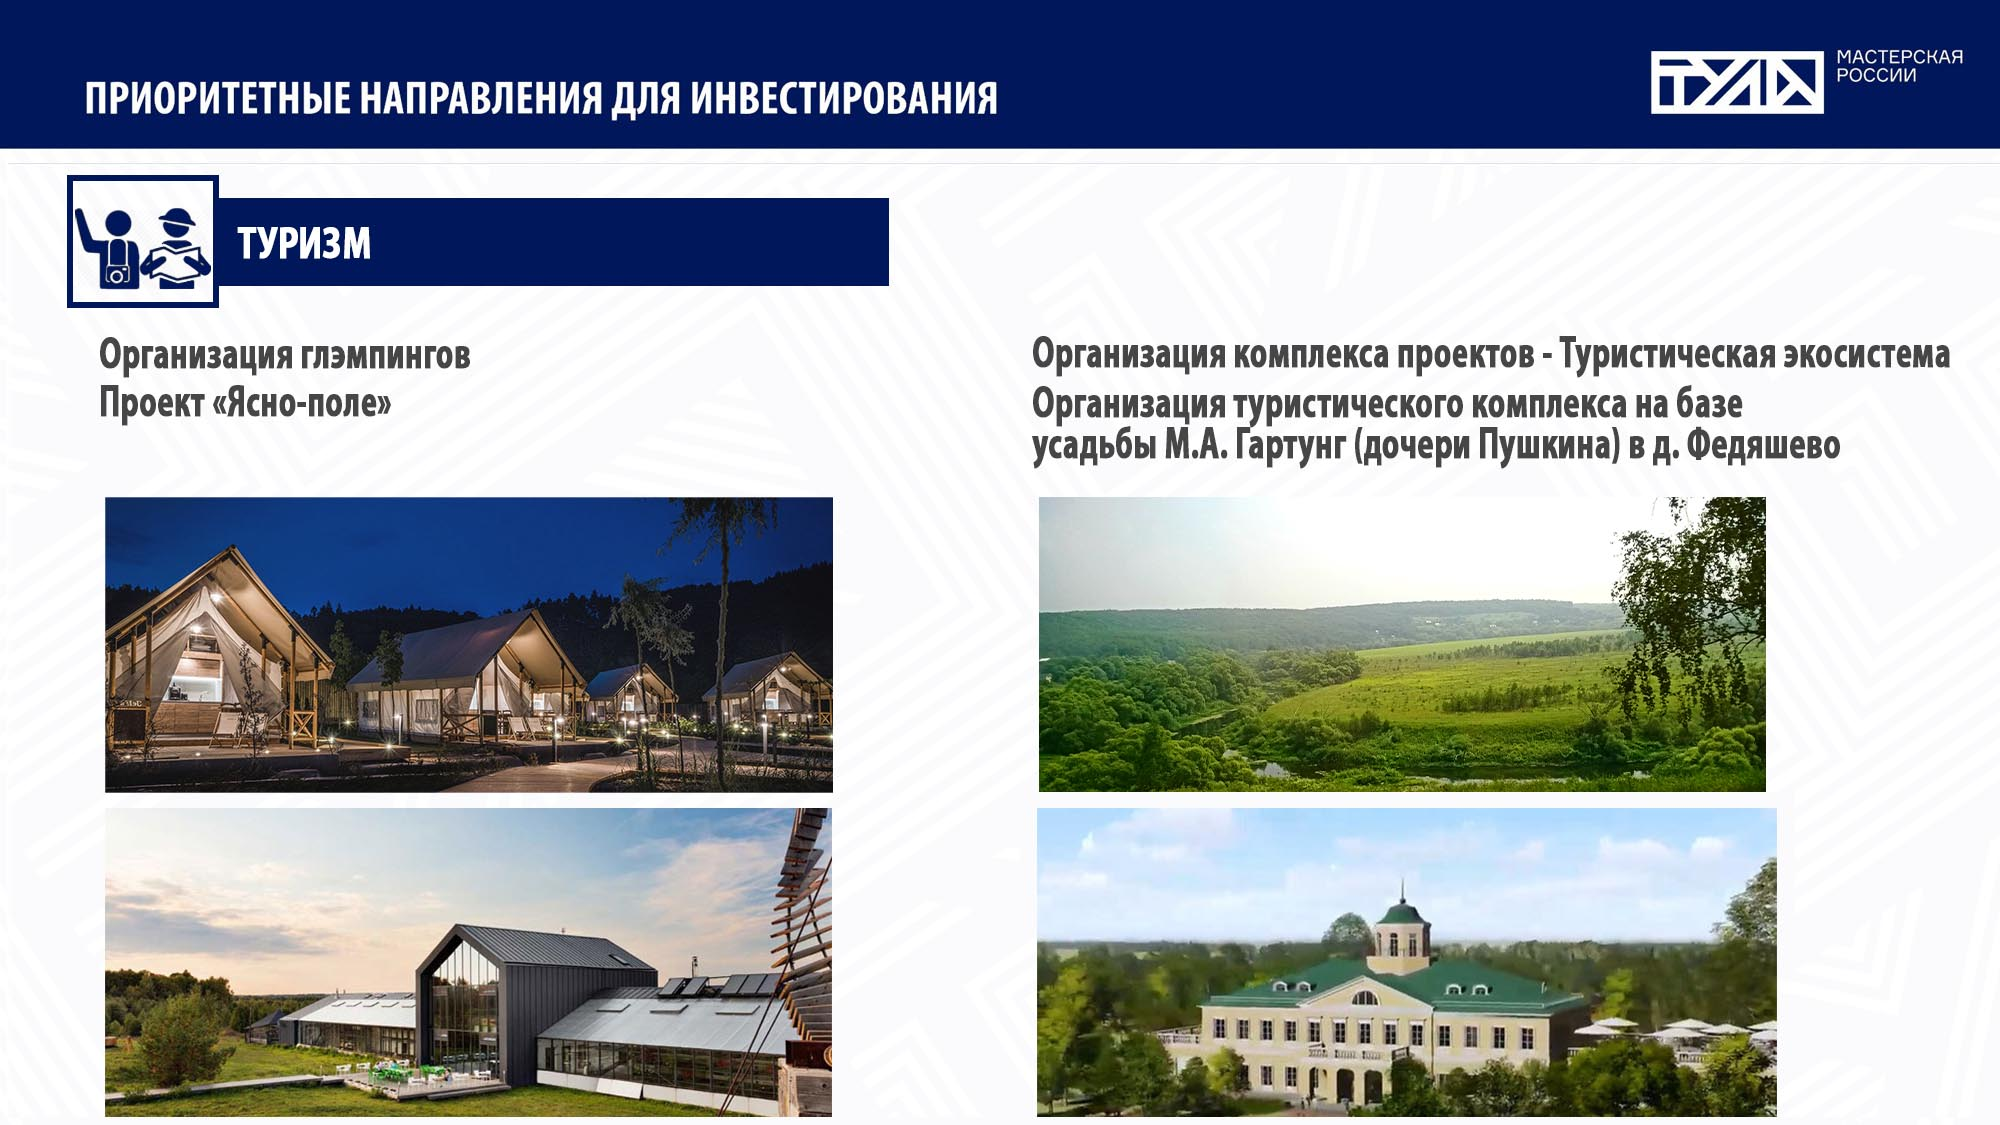 ПРИОРИТЕТНЫЕ НАПРАВЛЕНИЯ ДЛЯ ИНВЕСТИРОВАНИЯ
ТУЛА
МАСТЕРСКАЯ
РОССИИ
ТУРИЗМ
Организация глэмпингов
Проект «Ясно-поле»
Организация комплекса проектов - Туристическая экосистема
Организация туристического комплекса на базе
усадьбы М.А. Гартунг (дочери Пушкина) в д. Федяшево